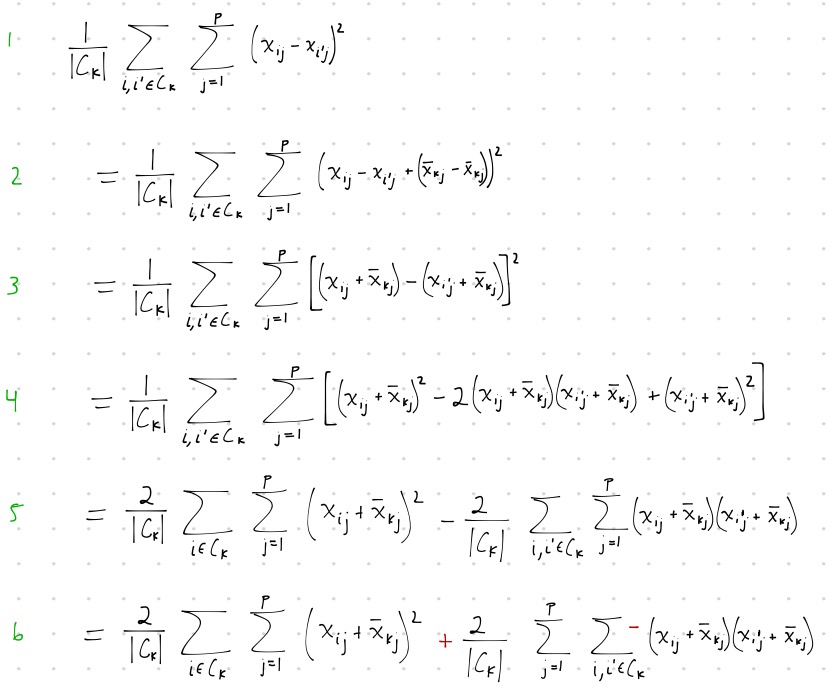 1 \frac{1}{|C_k|} \sum_{i,i' \in C_k} \sum_{j=1}^{p} (x_{ij} - x_{i'j})^2
2 = \frac{1}{|C_k|} \sum_{i,i' \in C_k} \sum_{j=1}^{p} (x_{ij} - x_{i'j} + (\bar{x}_{kj} - \bar{x}_{kj}))^2
3 = \frac{1}{|C_k|} \sum_{i,i' \in C_k} \sum_{j=1}^{p} [(x_{ij} + \bar{x}_{kj}) - (x_{i'j} + \bar{x}_{kj})]^2
4 = \frac{1}{|C_k|} \sum_{i,i' \in C_k} \sum_{j=1}^{p} [(x_{ij} + \bar{x}_{kj})^2 - 2(x_{ij} + \bar{x}_{kj})(x_{i'j} + \bar{x}_{kj}) + (x_{i'j} + \bar{x}_{kj})^2]
5 = \frac{2}{|C_k|} \sum_{i \in C_k} \sum_{j=1}^{p} (x_{ij} + \bar{x}_{kj})^2 - \frac{2}{|C_k|} \sum_{i,i' \in C_k} \sum_{j=1}^{p} (x_{ij} + \bar{x}_{kj})(x_{i'j} + \bar{x}_{kj})
6 = \frac{2}{|C_k|} \sum_{i \in C_k} \sum_{j=1}^{p} (x_{ij} + \bar{x}_{kj})^2 + \frac{2}{|C_k|} \sum_{j=1}^{p} \sum_{i,i' \in C_k} - (x_{ij} + \bar{x}_{kj})(x_{i'j} + \bar{x}_{kj})